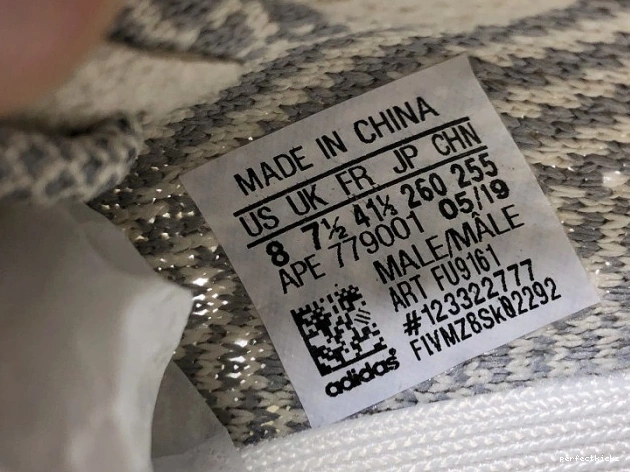 MADE IN CHINA
US UK FR JP CHN
8 7½ 41⅓ 260 255
APE 779001 05/19
MALE/MÂLE
ART FU9161
#123322777
adidas
perfectkicks